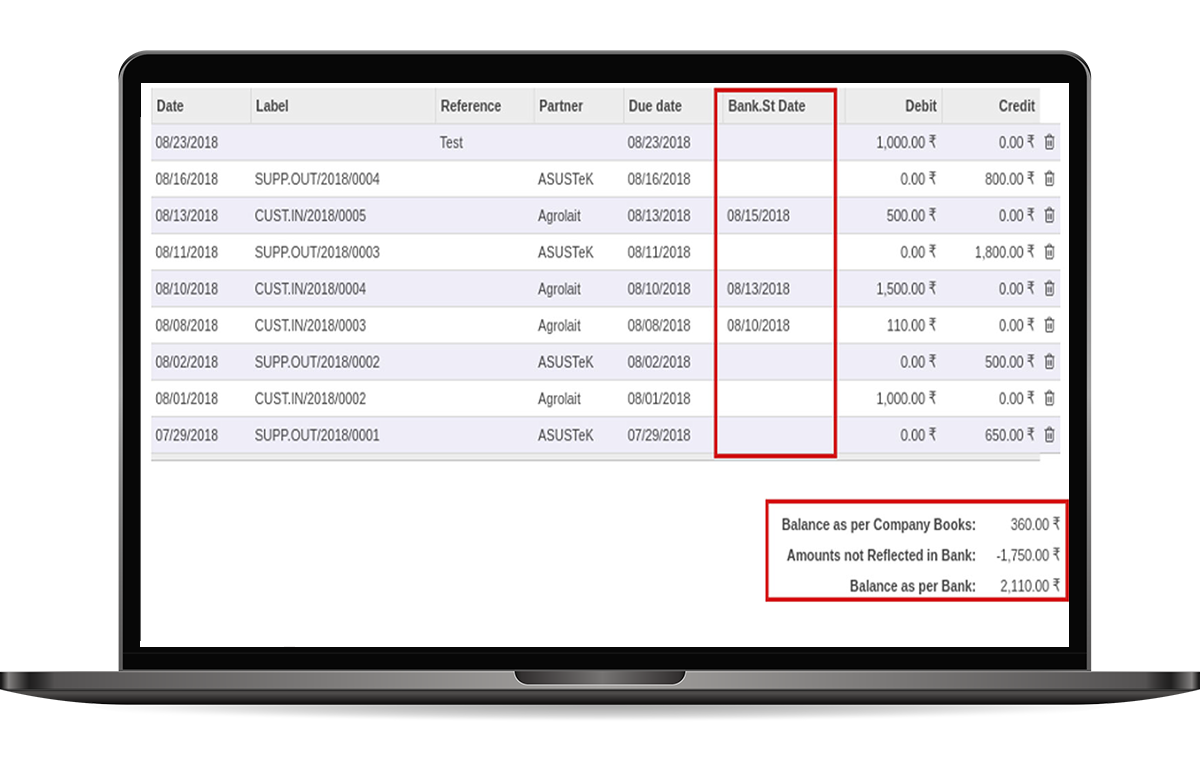 Date Label Reference Partner Due date Bank.St Date Debit Credit
08/23/2018 Test 08/23/2018 1,000.00 ₹ 0.00 ₹
08/16/2018 SUPP.OUT/2018/0004 ASUSTeK 08/16/2018 0.00 ₹ 800.00 ₹
08/13/2018 CUST.IN/2018/0005 Agrolait 08/13/2018 08/15/2018 500.00 ₹ 0.00 ₹
08/11/2018 SUPP.OUT/2018/0003 ASUSTeK 08/11/2018 0.00 ₹ 1,800.00 ₹
08/10/2018 CUST.IN/2018/0004 Agrolait 08/10/2018 08/13/2018 1,500.00 ₹ 0.00 ₹
08/08/2018 CUST.IN/2018/0003 Agrolait 08/08/2018 08/10/2018 110.00 ₹ 0.00 ₹
08/02/2018 SUPP.OUT/2018/0002 ASUSTeK 08/02/2018 0.00 ₹ 500.00 ₹
08/01/2018 CUST.IN/2018/0002 Agrolait 08/01/2018 1,000.00 ₹ 0.00 ₹
07/29/2018 SUPP.OUT/2018/0001 ASUSTeK 07/29/2018 0.00 ₹ 650.00 ₹
Balance as per Company Books: 360.00 ₹
Amounts not Reflected in Bank: -1,750.00 ₹
Balance as per Bank: 2,110.00 ₹